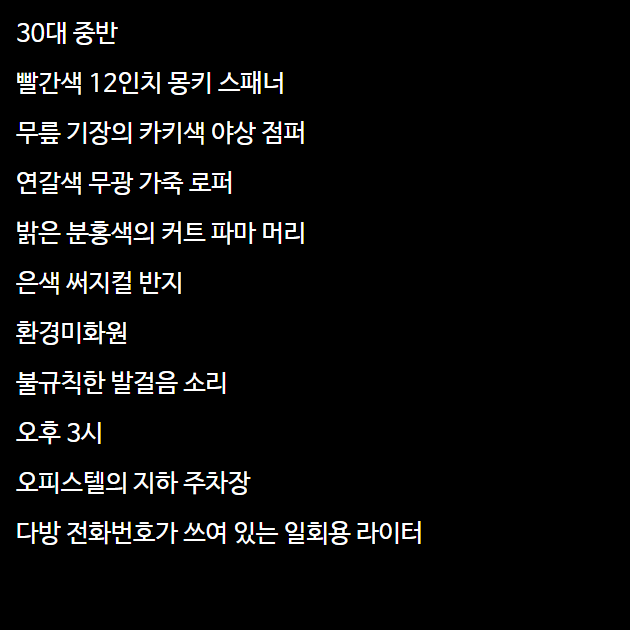 30대 중반
빨간색 12인치 몽키 스패너
무릎 기장의 카키색 야상 점퍼
연갈색 무광 가죽 로퍼
밝은 분홍색의 커트 파마 머리
은색 써지컬 반지
환경미화원
불규칙한 발걸음 소리
오후 3시
오피스텔의 지하 주차장
다방 전화번호가 쓰여 있는 일회용 라이터